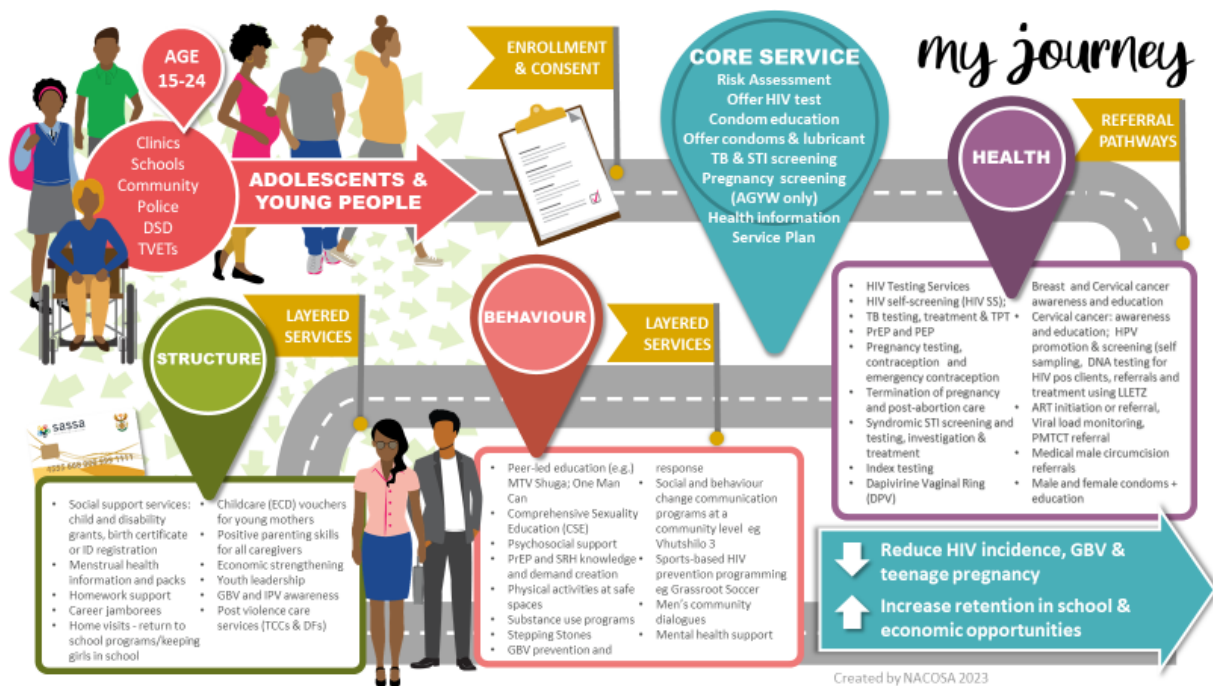 my journey
AGE
15-24
Clinics
Schools
Community
Police
DSD
TVETs
ADOLESCENTS &
YOUNG PEOPLE
ENROLLMENT
& CONSENT
CORE SERVICE
Risk Assessment
Offer HIV test
Condom education
Offer condoms & lubricant
TB & STI screening
Pregnancy screening
(AGYW only)
Health information
Service Plan
HEALTH
REFERRAL
PATHWAYS
• HIV Testing Services
• HIV self-screening (HIV SS);
• TB testing, treatment & TPT
• PrEP and PEP
• Pregnancy testing,
contraception and
emergency contraception
• Termination of pregnancy
and post-abortion care
• Syndromic STI screening and
testing, investigation &
treatment
• Index testing
• Dapivirine Vaginal Ring
(DPV)
Breast and Cervical cancer
awareness and education
• Cervical cancer: awareness
and education; HPV
promotion & screening (self
sampling, DNA testing for
HIV pos clients, referrals and
treatment using LLETZ
• ART initiation or referral,
Viral load monitoring,
PMTCT referral
• Medical male circumcision
referrals
• Male and female condoms +
education
STRUCTURE
LAYERED
SERVICES
sassa
• Social support services:
child and disability
grants, birth certificate
or ID registration
• Menstrual health
information and packs
• Homework support
• Career jamborees
• Home visits - return to
school programs/keeping
girls in school
• Childcare (ECD) vouchers
for young mothers
• Positive parenting skills
for all caregivers
• Economic strengthening
• Youth leadership
• GBV and IPV awareness
• Post violence care
services (TCCs & DFs)
BEHAVIOUR
LAYERED
SERVICES
• Peer-led education (e.g.)
MTV Shuga; One Man
Can
• Comprehensive Sexuality
Education (CSE)
• Psychosocial support
• PrEP and SRH knowledge
and demand creation
• Physical activities at safe
spaces
• Substance use programs
• Stepping Stones
• GBV prevention and
response
• Social and behaviour
change communication
programs at a
community level eg
Vhutshilo 3
• Sports-based HIV
prevention programming
eg Grassroot Soccer
• Men's community
dialogues
• Mental health support
Reduce HIV incidence, GBV &
teenage pregnancy
Increase retention in school &
economic opportunities
Created by NACOSA 2023